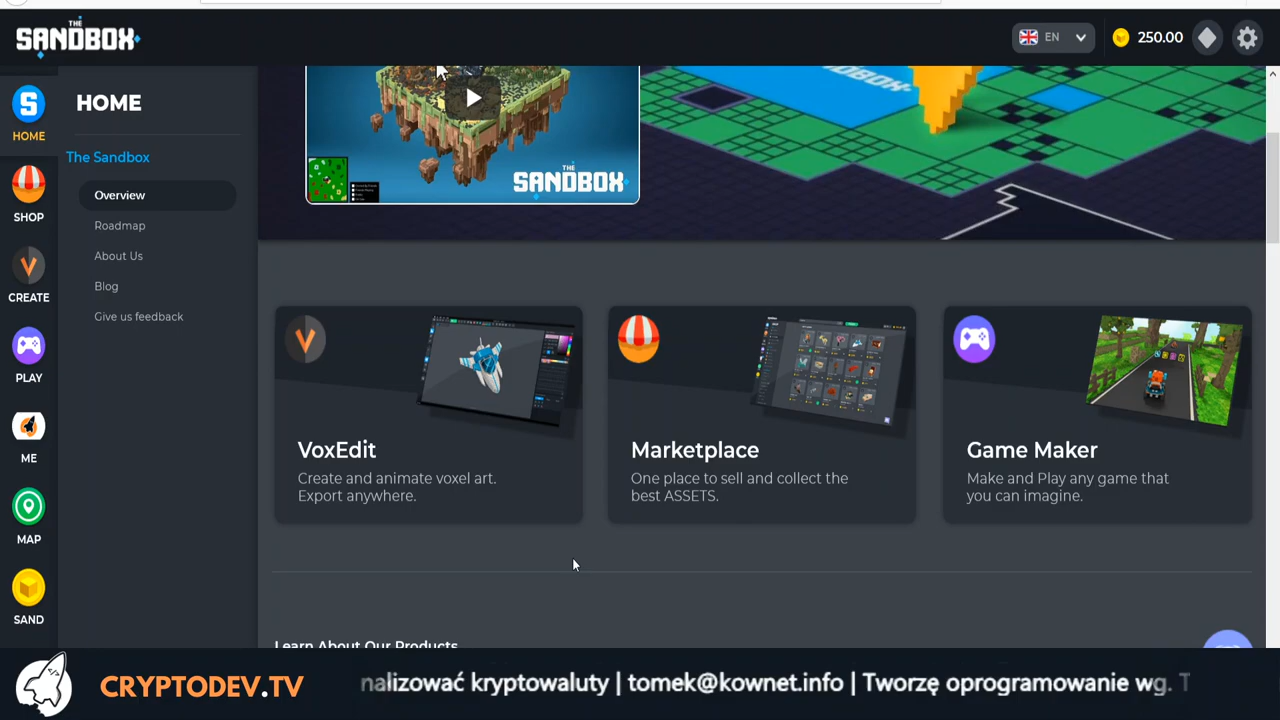 THE
SANDBOX
EN
250.00
HOME
HOME
The Sandbox
Overview
Roadmap
About Us
Blog
Give us feedback
SHOP
CREATE
PLAY
ME
MAP
SAND
THE
SANDBOX
VoxEdit
Create and animate voxel art.
Export anywhere.
Marketplace
One place to sell and collect the
best ASSETS.
Game Maker
Make and Play any game that
you can imagine.
Learn About Our Products
CRYPTODEV.TV
nalizować kryptowaluty | tomek@kownet.info | Tworzę oprogramowanie wg. T